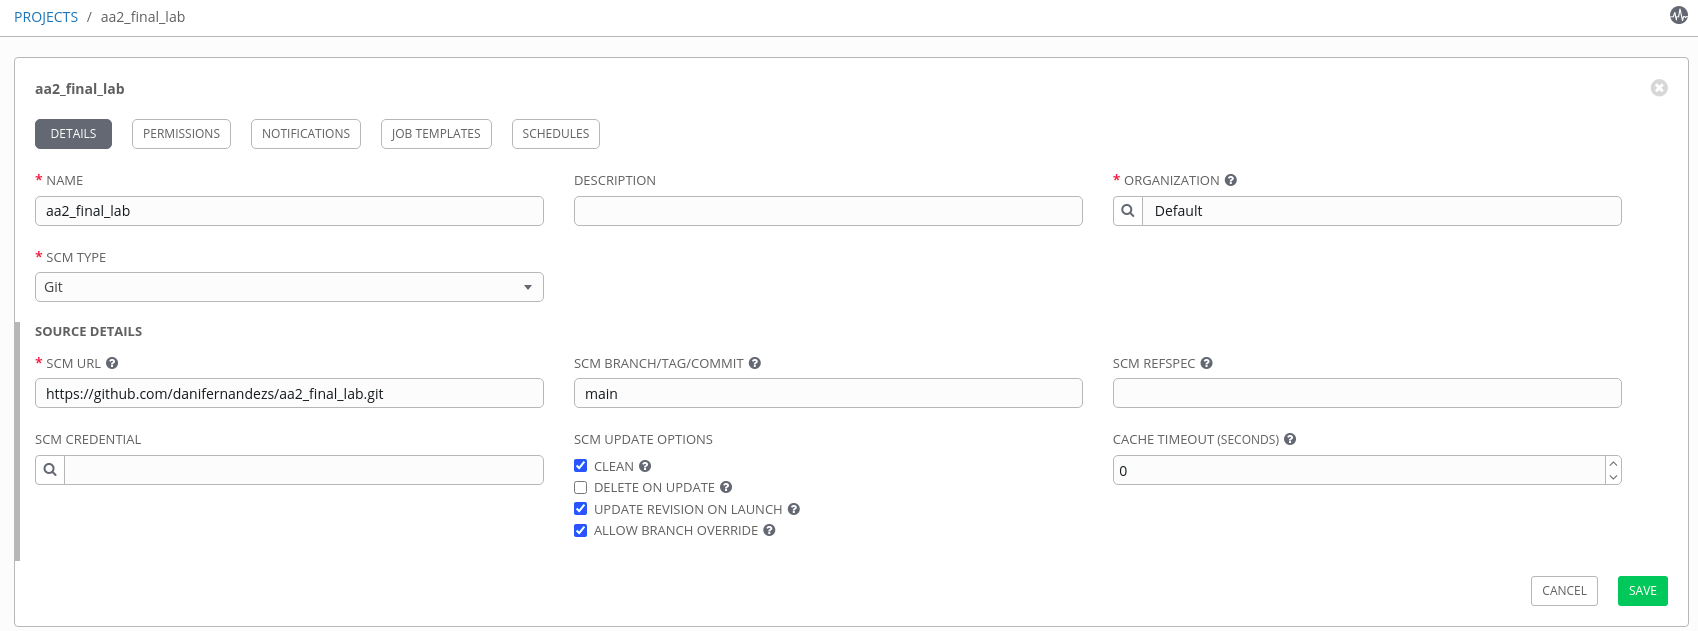 PROJECTS / aa2_final_lab
aa2_final_lab
DETAILS PERMISSIONS NOTIFICATIONS JOB TEMPLATES SCHEDULES
* NAME DESCRIPTION * ORGANIZATION ?
aa2_final_lab Default
* SCM TYPE
Git
SOURCE DETAILS
* SCM URL ? SCM BRANCH/TAG/COMMIT ? SCM REFSPEC ?
https://github.com/danifernandezs/aa2_final_lab.git main
SCM CREDENTIAL SCM UPDATE OPTIONS CACHE TIMEOUT (SECONDS) ?
CLEAN ?
0
DELETE ON UPDATE ?
UPDATE REVISION ON LAUNCH ?
ALLOW BRANCH OVERRIDE ?
CANCEL SAVE